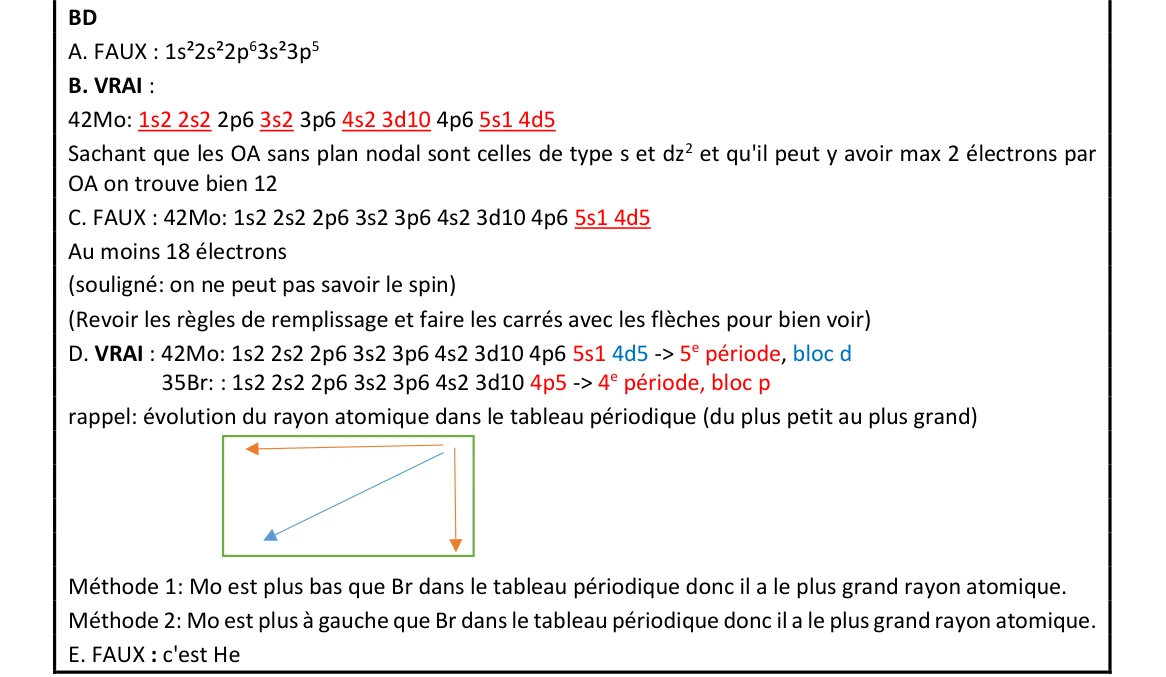 BD
A. FAUX : 1s²2s²2p⁶3s²3p⁵
B. VRAI :
42Mo: 1s2 2s2 2p6 3s2 3p6 4s2 3d10 4p6 5s1 4d5
Sachant que les OA sans plan nodal sont celles de type s et dz² et qu'il peut y avoir max 2 électrons par
OA on trouve bien 12
C. FAUX : 42Mo: 1s2 2s2 2p6 3s2 3p6 4s2 3d10 4p6 5s1 4d5
Au moins 18 électrons
(souligné: on ne peut pas savoir le spin)
(Revoir les règles de remplissage et faire les carrés avec les flèches pour bien voir)
D. VRAI : 42Mo: 1s2 2s2 2p6 3s2 3p6 4s2 3d10 4p6 5s1 4d5 -> 5ᵉ période, bloc d
35Br: : 1s2 2s2 2p6 3s2 3p6 4s2 3d10 4p5 -> 4ᵉ période, bloc p
rappel: évolution du rayon atomique dans le tableau périodique (du plus petit au plus grand)
Méthode 1: Mo est plus bas que Br dans le tableau périodique donc il a le plus grand rayon atomique.
Méthode 2: Mo est plus à gauche que Br dans le tableau périodique donc il a le plus grand rayon atomique.
E. FAUX : c'est He